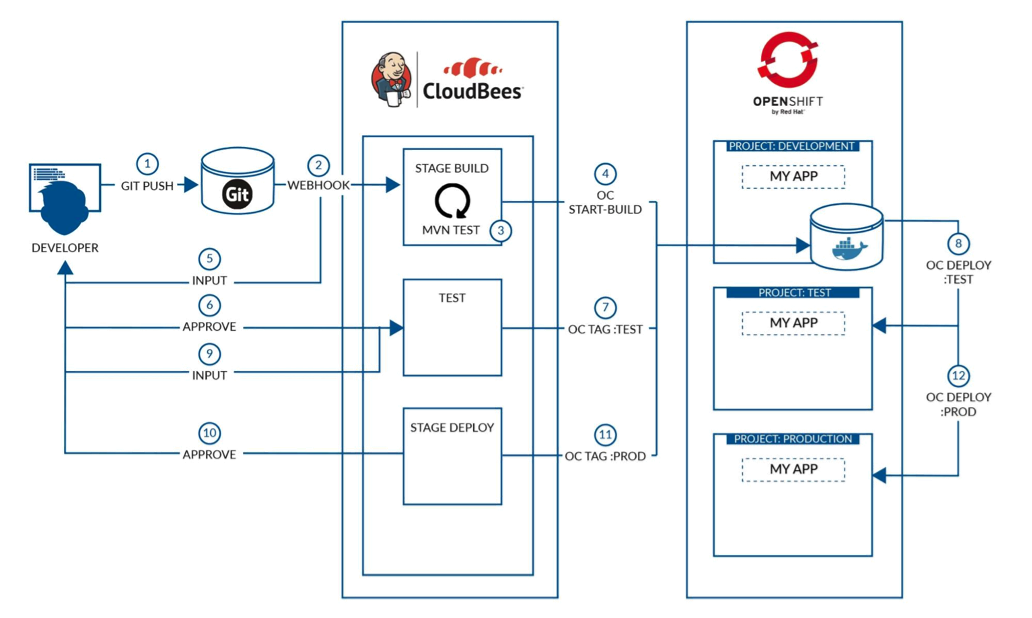 CloudBees
OPENSHIFT
by Red Hat
PROJECT: DEVELOPMENT
MY APP
1
GIT PUSH
Git
2
WEBHOOK
STAGE BUILD
MVN TEST
3
4
OC
START-BUILD
DEVELOPER
5
INPUT
6
APPROVE
9
INPUT
10
APPROVE
TEST
7
OC TAG :TEST
STAGE DEPLOY
11
OC TAG :PROD
8
OC DEPLOY
:TEST
PROJECT: TEST
MY APP
12
OC DEPLOY
:PROD
PROJECT: PRODUCTION
MY APP